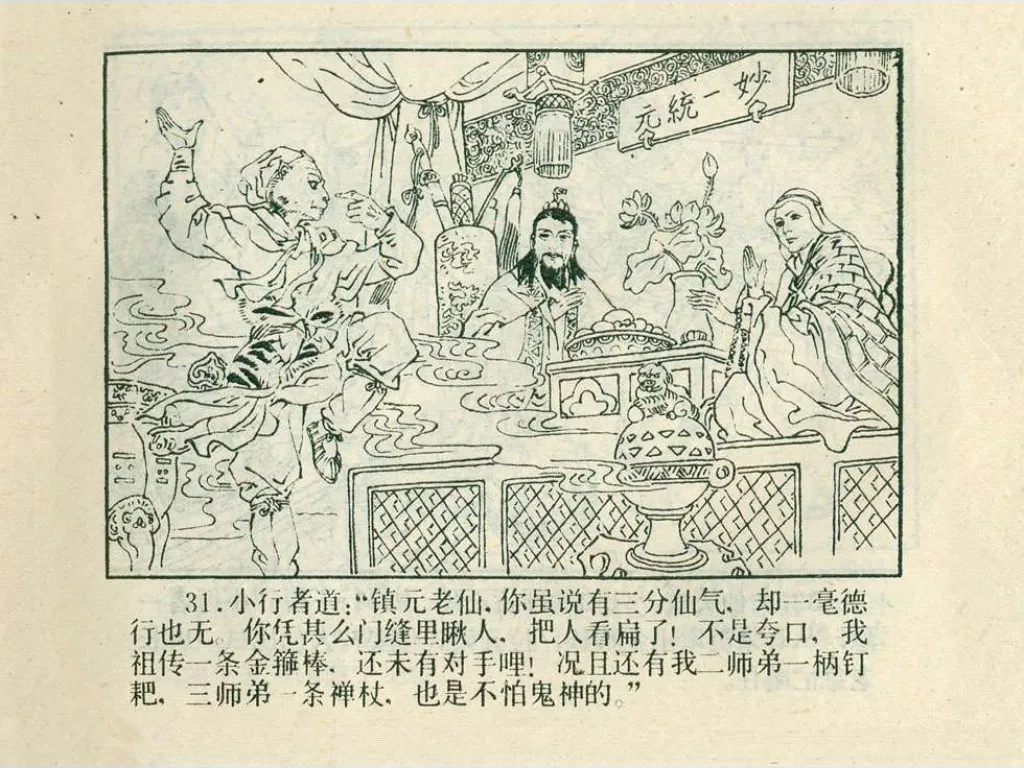 妙一統元
31.小行者道:“镇元老仙,你虽说有三分仙气,却一毫德
行也无。你凭甚么门缝里瞅人,把人看扁了!不是夸口,我
祖传一条金箍棒,还未有对手哩!况且还有我二师弟一柄钉
耙,三师弟一条禅杖,也是不怕鬼神的。”